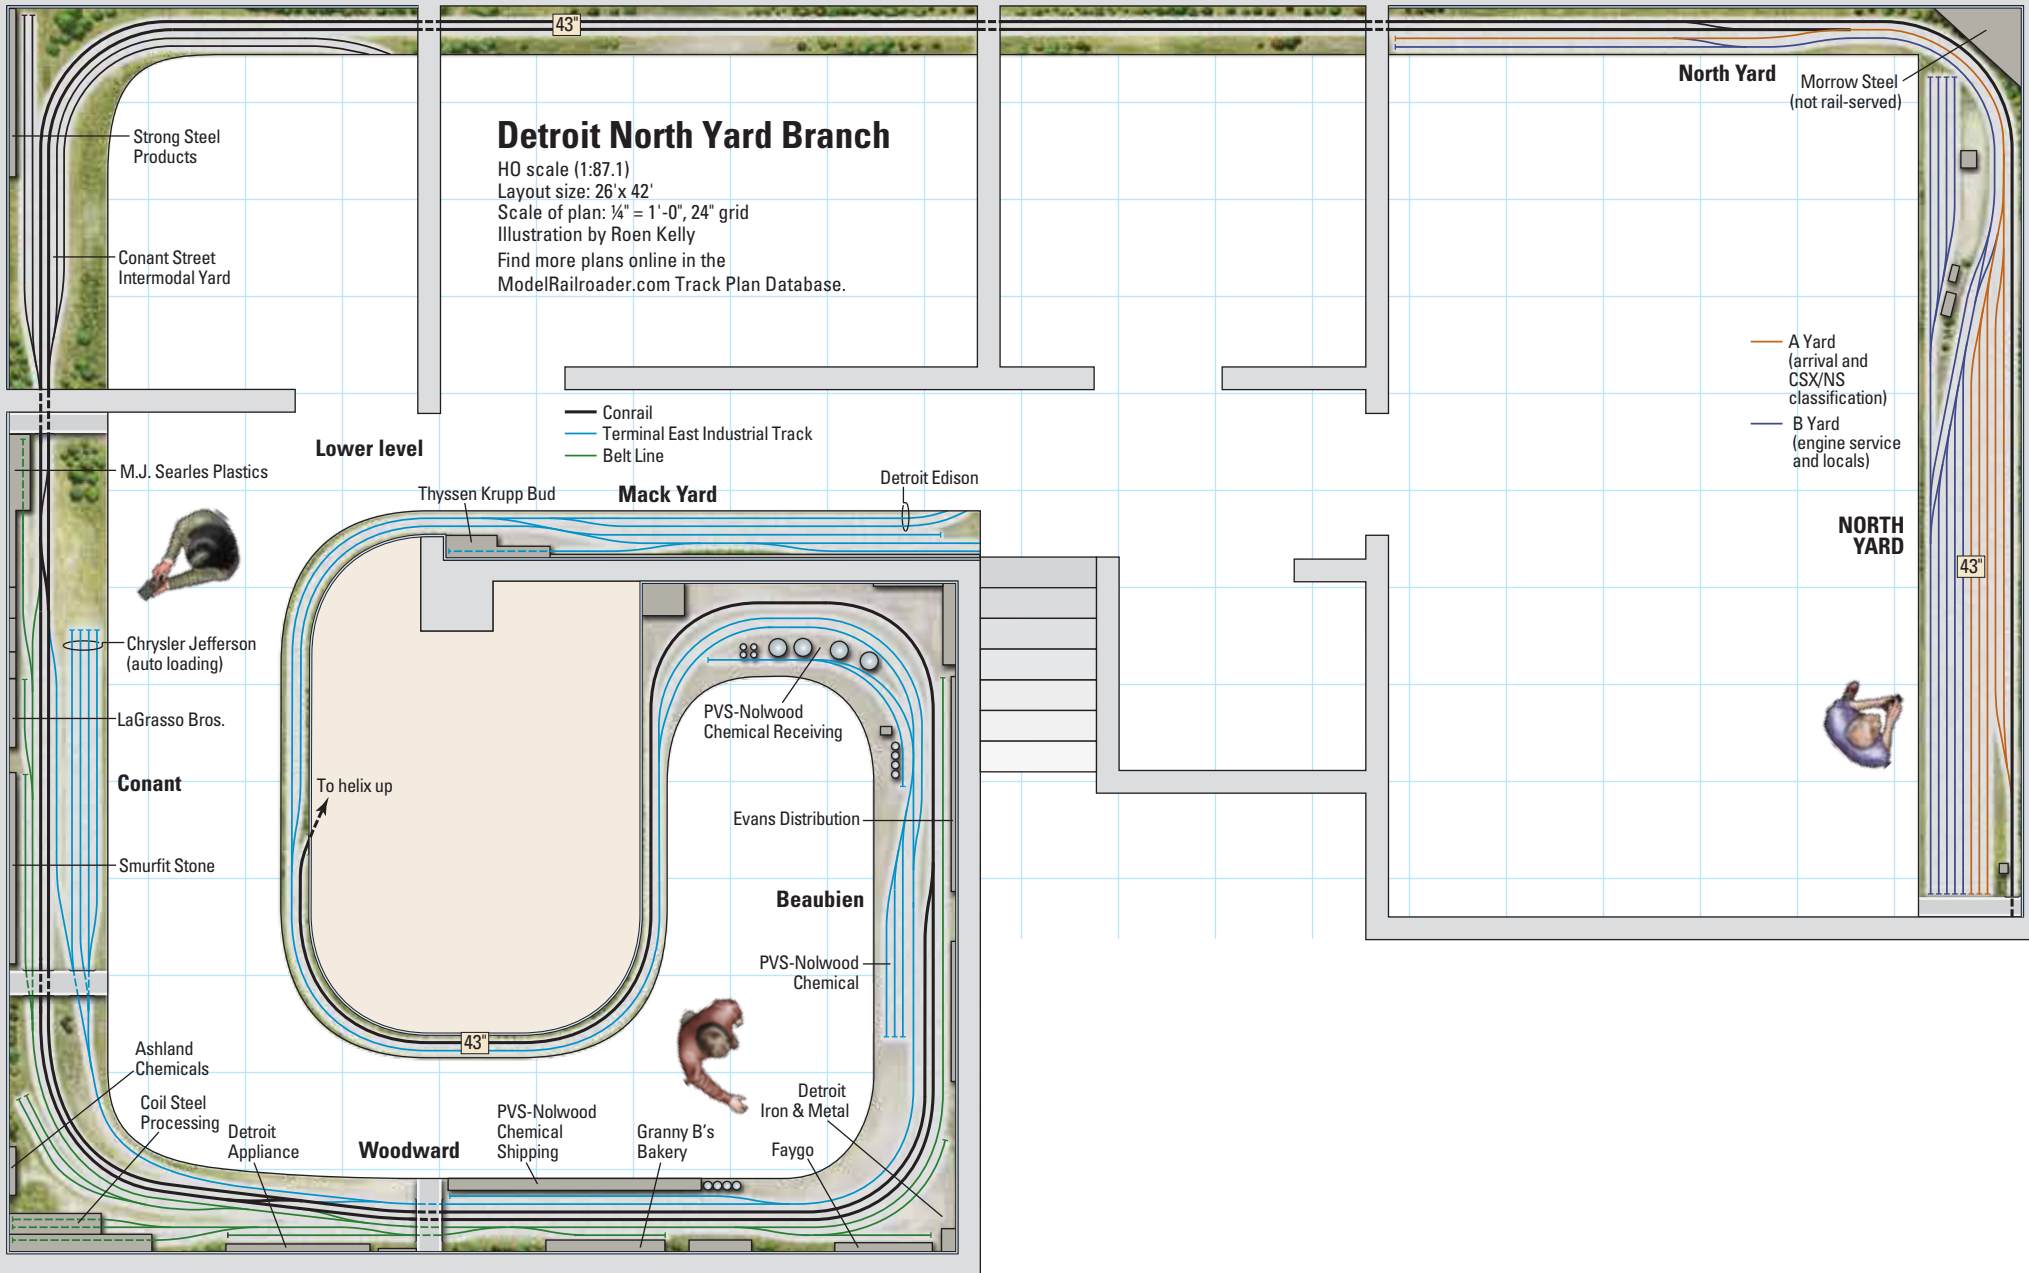 43"
North Yard
Morrow Steel
(not rail-served)
Strong Steel
Products
Detroit North Yard Branch
HO scale (1:87.1)
Layout size: 26'x 42'
Scale of plan: ¼" = 1'-0", 24" grid
Illustration by Roen Kelly
Find more plans online in the
ModelRailroader.com Track Plan Database.
Conant Street
Intermodal Yard
A Yard
(arrival and
CSX/NS
classification)
B Yard
(engine service
and locals)
Conrail
Terminal East Industrial Track
Belt Line
Lower level
M.J. Searles Plastics
Thyssen Krupp Bud
Mack Yard
Detroit Edison
NORTH
YARD
43"
Chrysler Jefferson
(auto loading)
LaGrasso Bros.
PVS-Nolwood
Chemical Receiving
Conant
To helix up
Evans Distribution
Smurfit Stone
Beaubien
PVS-Nolwood
Chemical
43"
Ashland
Chemicals
Coil Steel
Processing
Detroit
Appliance
Woodward
PVS-Nolwood
Chemical
Shipping
Granny B's
Bakery
Detroit
Iron & Metal
Faygo